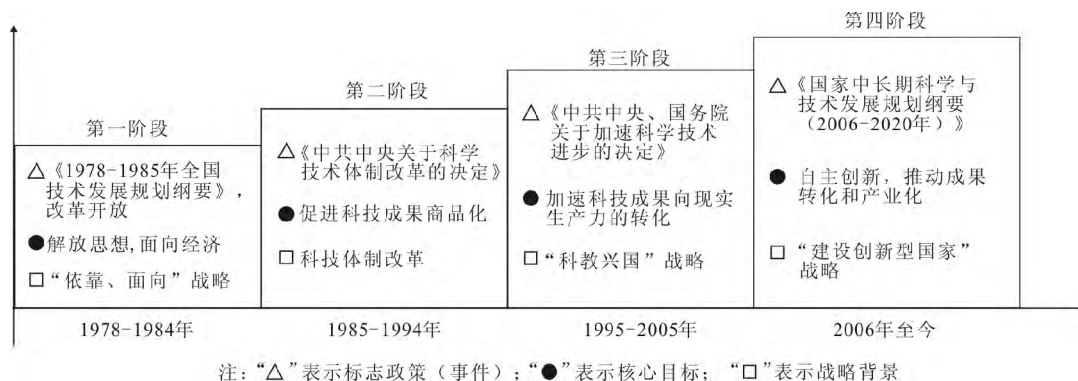 第一阶段
△《1978-1985年全国
技术发展规划纲要》,
改革开放
●解放思想,面向经济
□“依靠、面向”战略
1978-1984年
第二阶段
△《中共中央关于科学
技术体制改革的决定》
●促进科技成果商品化
□科技体制改革
1985-1994年
第三阶段
△《中共中央、国务院
关于加速科学技术
进步的决定》
●加速科技成果向现实
生产力的转化
□“科教兴国”战略
1995-2005年
第四阶段
△《国家中长期科学与
技术发展规划纲要
(2006-2020年)》
● 自主创新,推动成果
转化和产业化
□ “建设创新型国家”
战略
2006年至今
注:“△”表示标志政策(事件);“●”表示核心目标; “□”表示战略背景